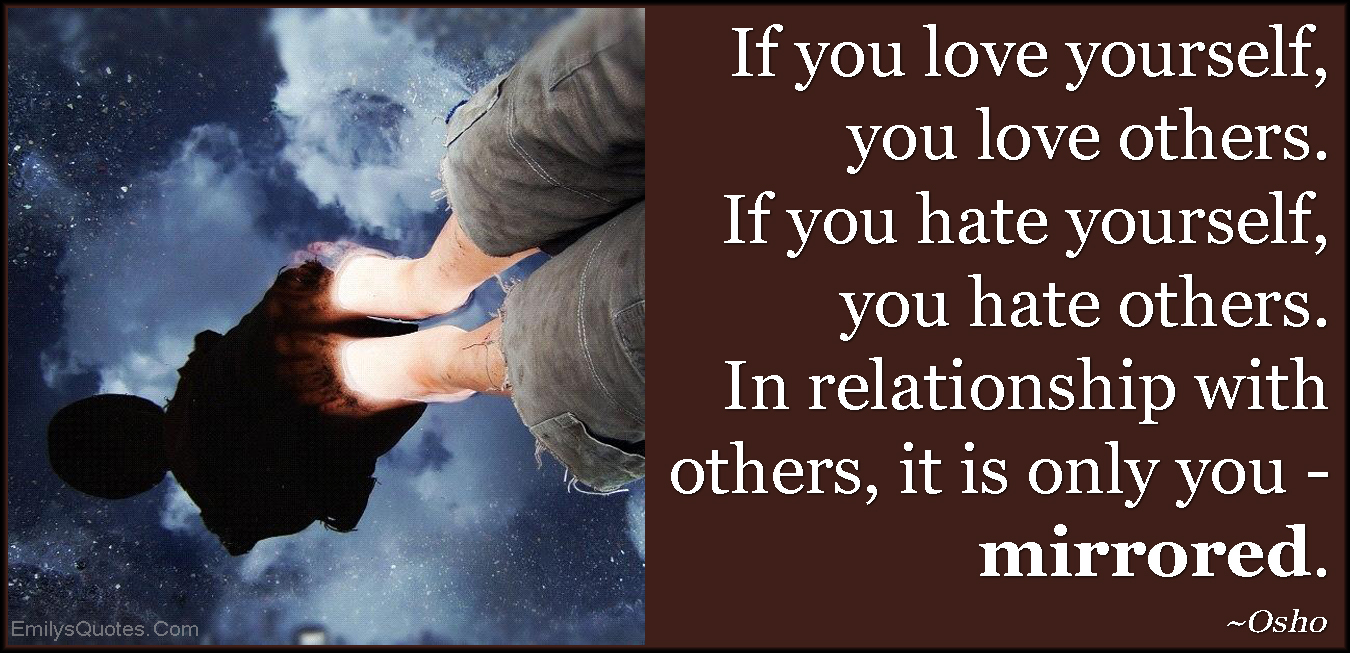 If you love yourself,
you love others.
If you hate yourself,
you hate others.
In relationship with
others, it is only you -
mirrored.
~Osho
EmilysQuotes.Com